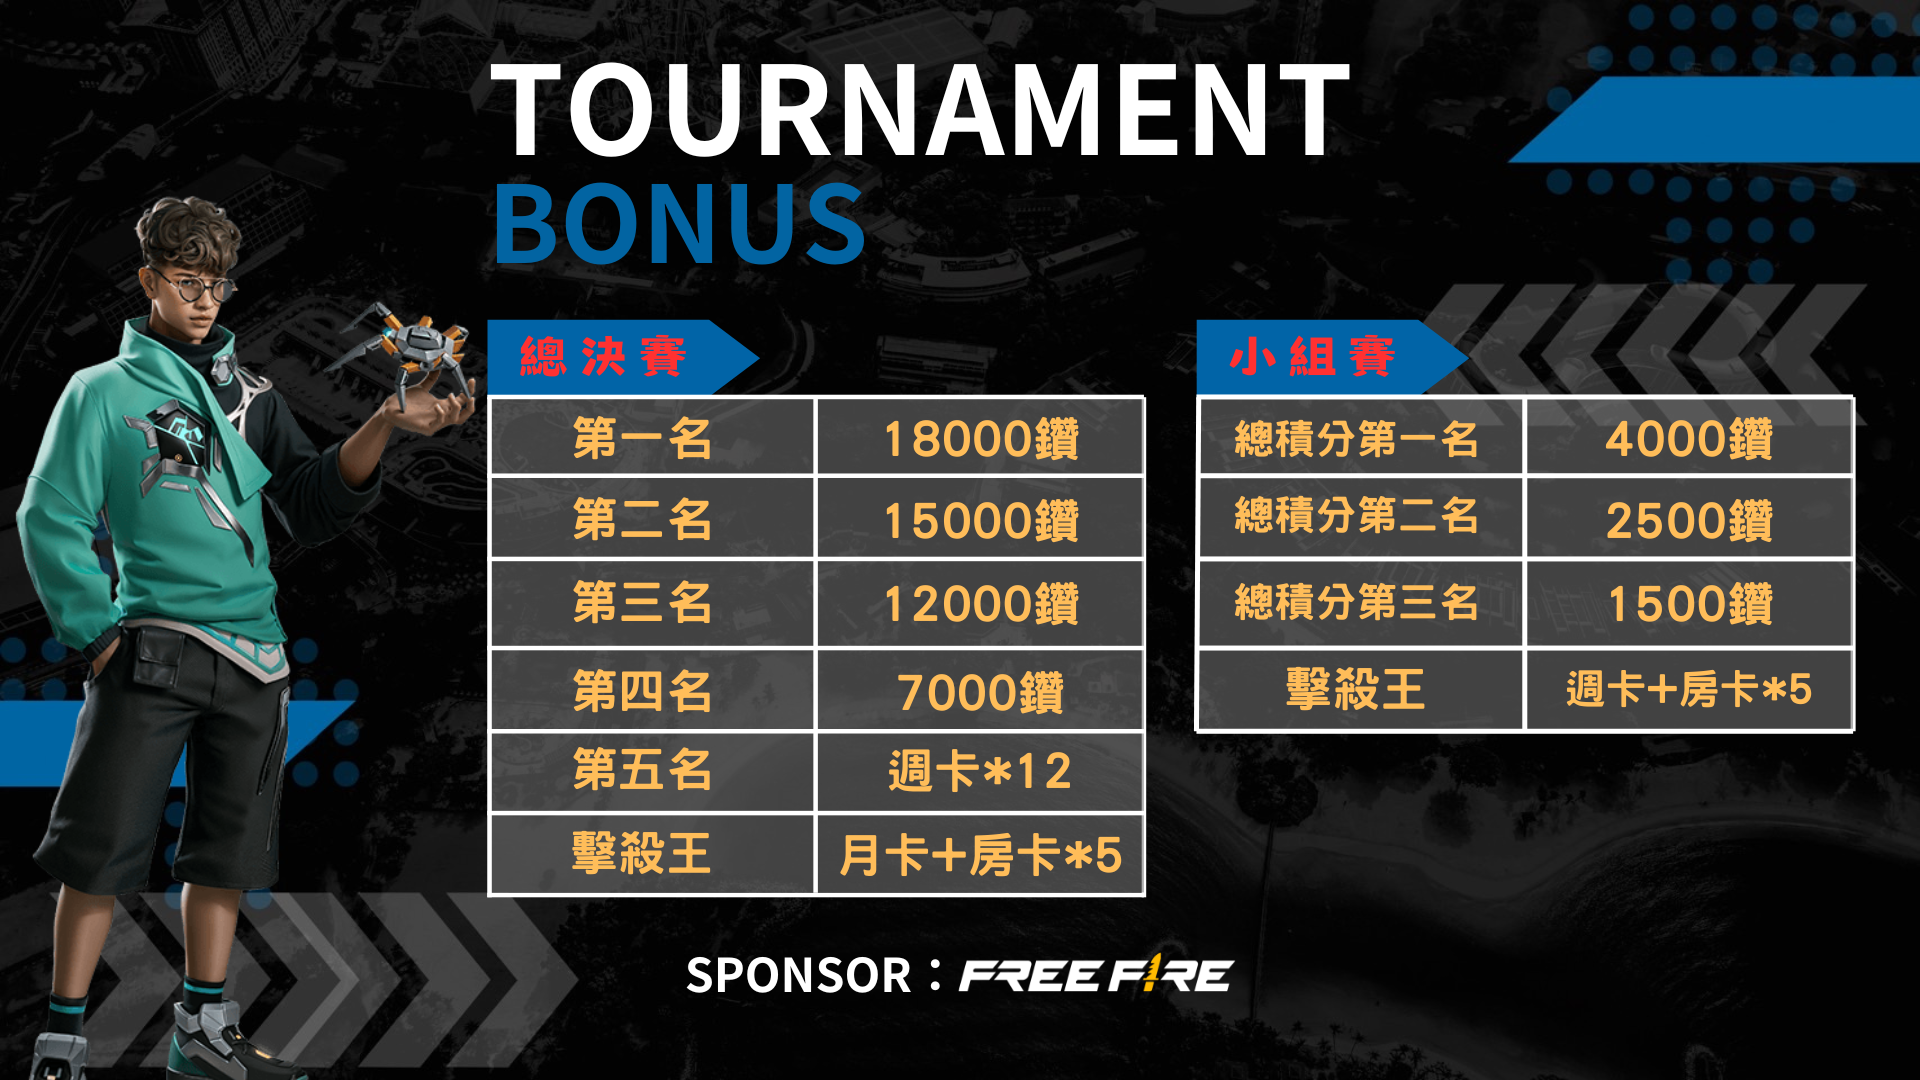 TOURNAMENT
BONUS
總決賽
第一名 18000鑽
第二名 15000鑽
第三名 12000鑽
第四名 7000鑽
第五名 週卡*12
擊殺王 月卡+房卡*5
小組賽
總積分第一名 4000鑽
總積分第二名 2500鑽
總積分第三名 1500鑽
擊殺王 週卡+房卡*5
SPONSOR：FREE FIRE